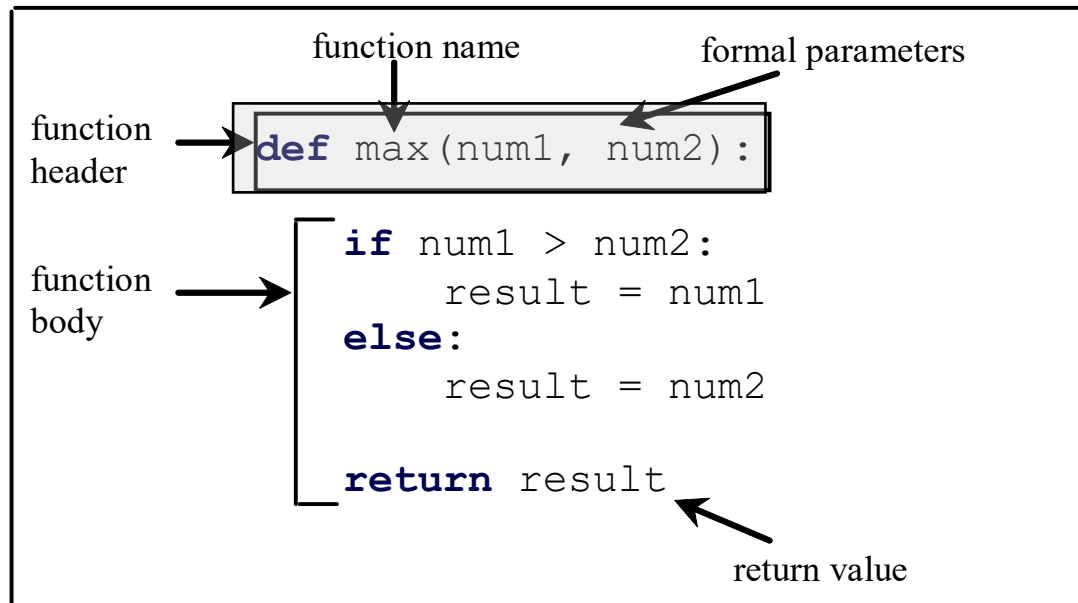 function name
formal parameters
function
header
def max(num1, num2):
function
body
if num1 > num2:
result = num1
else:
result = num2
return result
return value